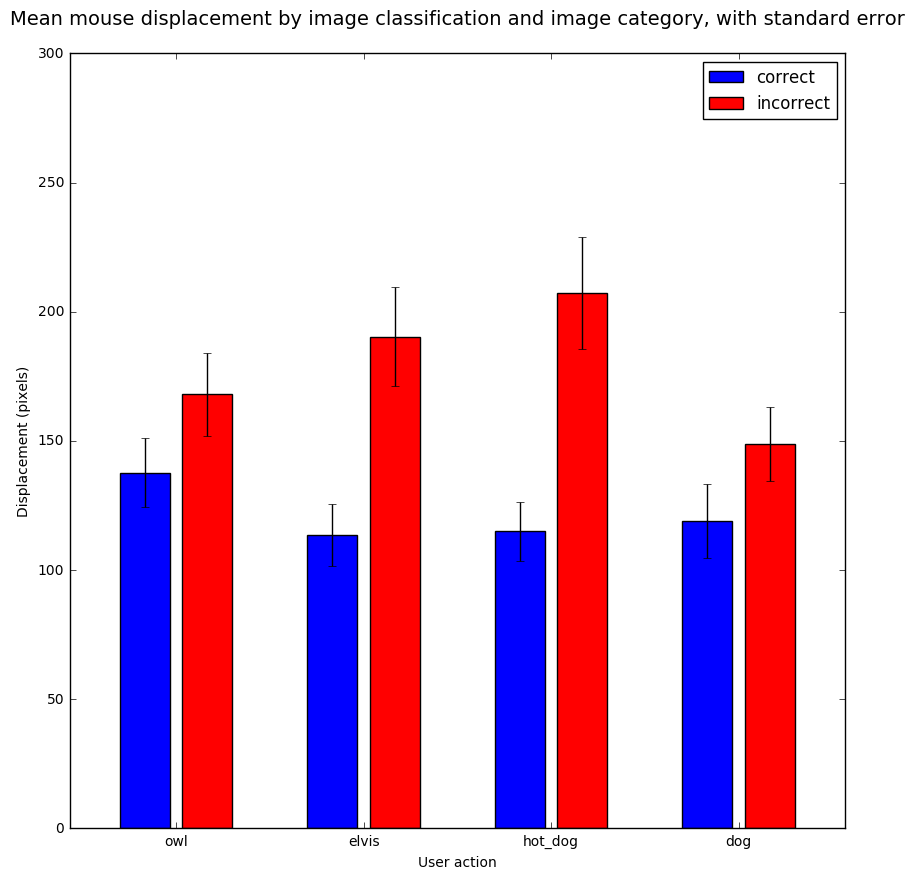 Mean mouse displacement by image classification and image category, with standard error
300
250
200
150
100
50
0
Displacement (pixels)
correct
incorrect
owl
elvis
hot_dog
dog
User action